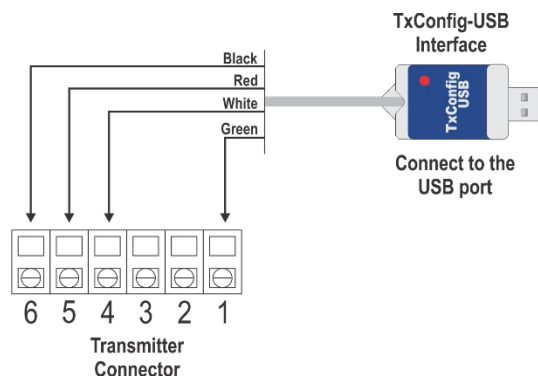 TxConfig-USB
Interface
Black
Red
White
Green
TxConfig
USB
Connect to the
USB port
6 5 4 3 2 1
Transmitter
Connector